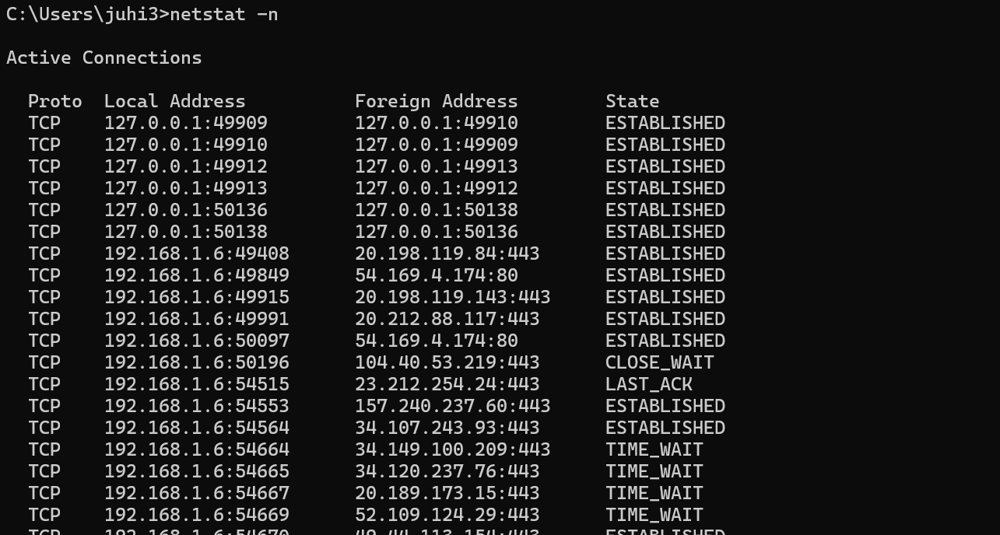 C:\Users\juhi3>netstat -n
Active Connections
Proto Local Address Foreign Address State
TCP 127.0.0.1:49909 127.0.0.1:49910 ESTABLISHED
TCP 127.0.0.1:49910 127.0.0.1:49909 ESTABLISHED
TCP 127.0.0.1:49912 127.0.0.1:49913 ESTABLISHED
TCP 127.0.0.1:49913 127.0.0.1:49912 ESTABLISHED
TCP 127.0.0.1:50136 127.0.0.1:50138 ESTABLISHED
TCP 127.0.0.1:50138 127.0.0.1:50136 ESTABLISHED
TCP 192.168.1.6:49408 20.198.119.84:443 ESTABLISHED
TCP 192.168.1.6:49849 54.169.4.174:80 ESTABLISHED
TCP 192.168.1.6:49915 20.198.119.143:443 ESTABLISHED
TCP 192.168.1.6:49991 20.212.88.117:443 ESTABLISHED
TCP 192.168.1.6:50097 54.169.4.174:80 ESTABLISHED
TCP 192.168.1.6:50196 104.40.53.219:443 CLOSE_WAIT
TCP 192.168.1.6:54515 23.212.254.24:443 LAST_ACK
TCP 192.168.1.6:54553 157.240.237.60:443 ESTABLISHED
TCP 192.168.1.6:54564 34.107.243.93:443 ESTABLISHED
TCP 192.168.1.6:54664 34.149.100.209:443 TIME_WAIT
TCP 192.168.1.6:54665 34.120.237.76:443 TIME_WAIT
TCP 192.168.1.6:54667 20.189.173.15:443 TIME_WAIT
TCP 192.168.1.6:54669 52.109.124.29:443 TIME_WAIT
TCP 192.168.1.6:54670 ESTABLISHED